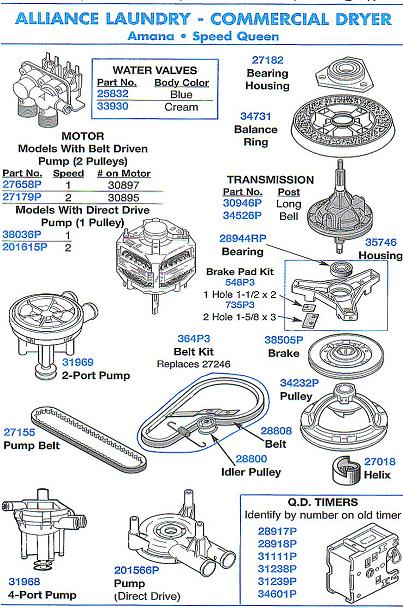 ALLIANCE LAUNDRY - COMMERCIAL DRYER
Amana • Speed Queen
WATER VALVES
Part No. Body Color
25832 Blue
33930 Cream
27182
Bearing
Housing
34731
Balance
Ring
MOTOR
Models With Belt Driven
Pump (2 Pulleys)
Part No. Speed # on Motor
27658P 1 30897
27179P 2 30895
Models With Direct Drive
Pump (1 Pulley)
38036P 1
201615P 2
TRANSMISSION
Part No. Post
30946P Long
34526P Bell
28944RP
Bearing
35746
Housing
Brake Pad Kit
548P3
1 Hole 1-1/2 x 2
735P3
2 Hole 1-5/8 x 3
31969
2-Port Pump
364P3
Belt Kit
Replaces 27246
38505P
Brake
34232P
Pulley
27155
Pump Belt
28808
Belt
28800
Idler Pulley
27018
Helix
31968
4-Port Pump
201566P
Pump
(Direct Drive)
Q.D. TIMERS
Identify by number on old timer
28917P
28918P
31111P
31238P
31239P
34601P